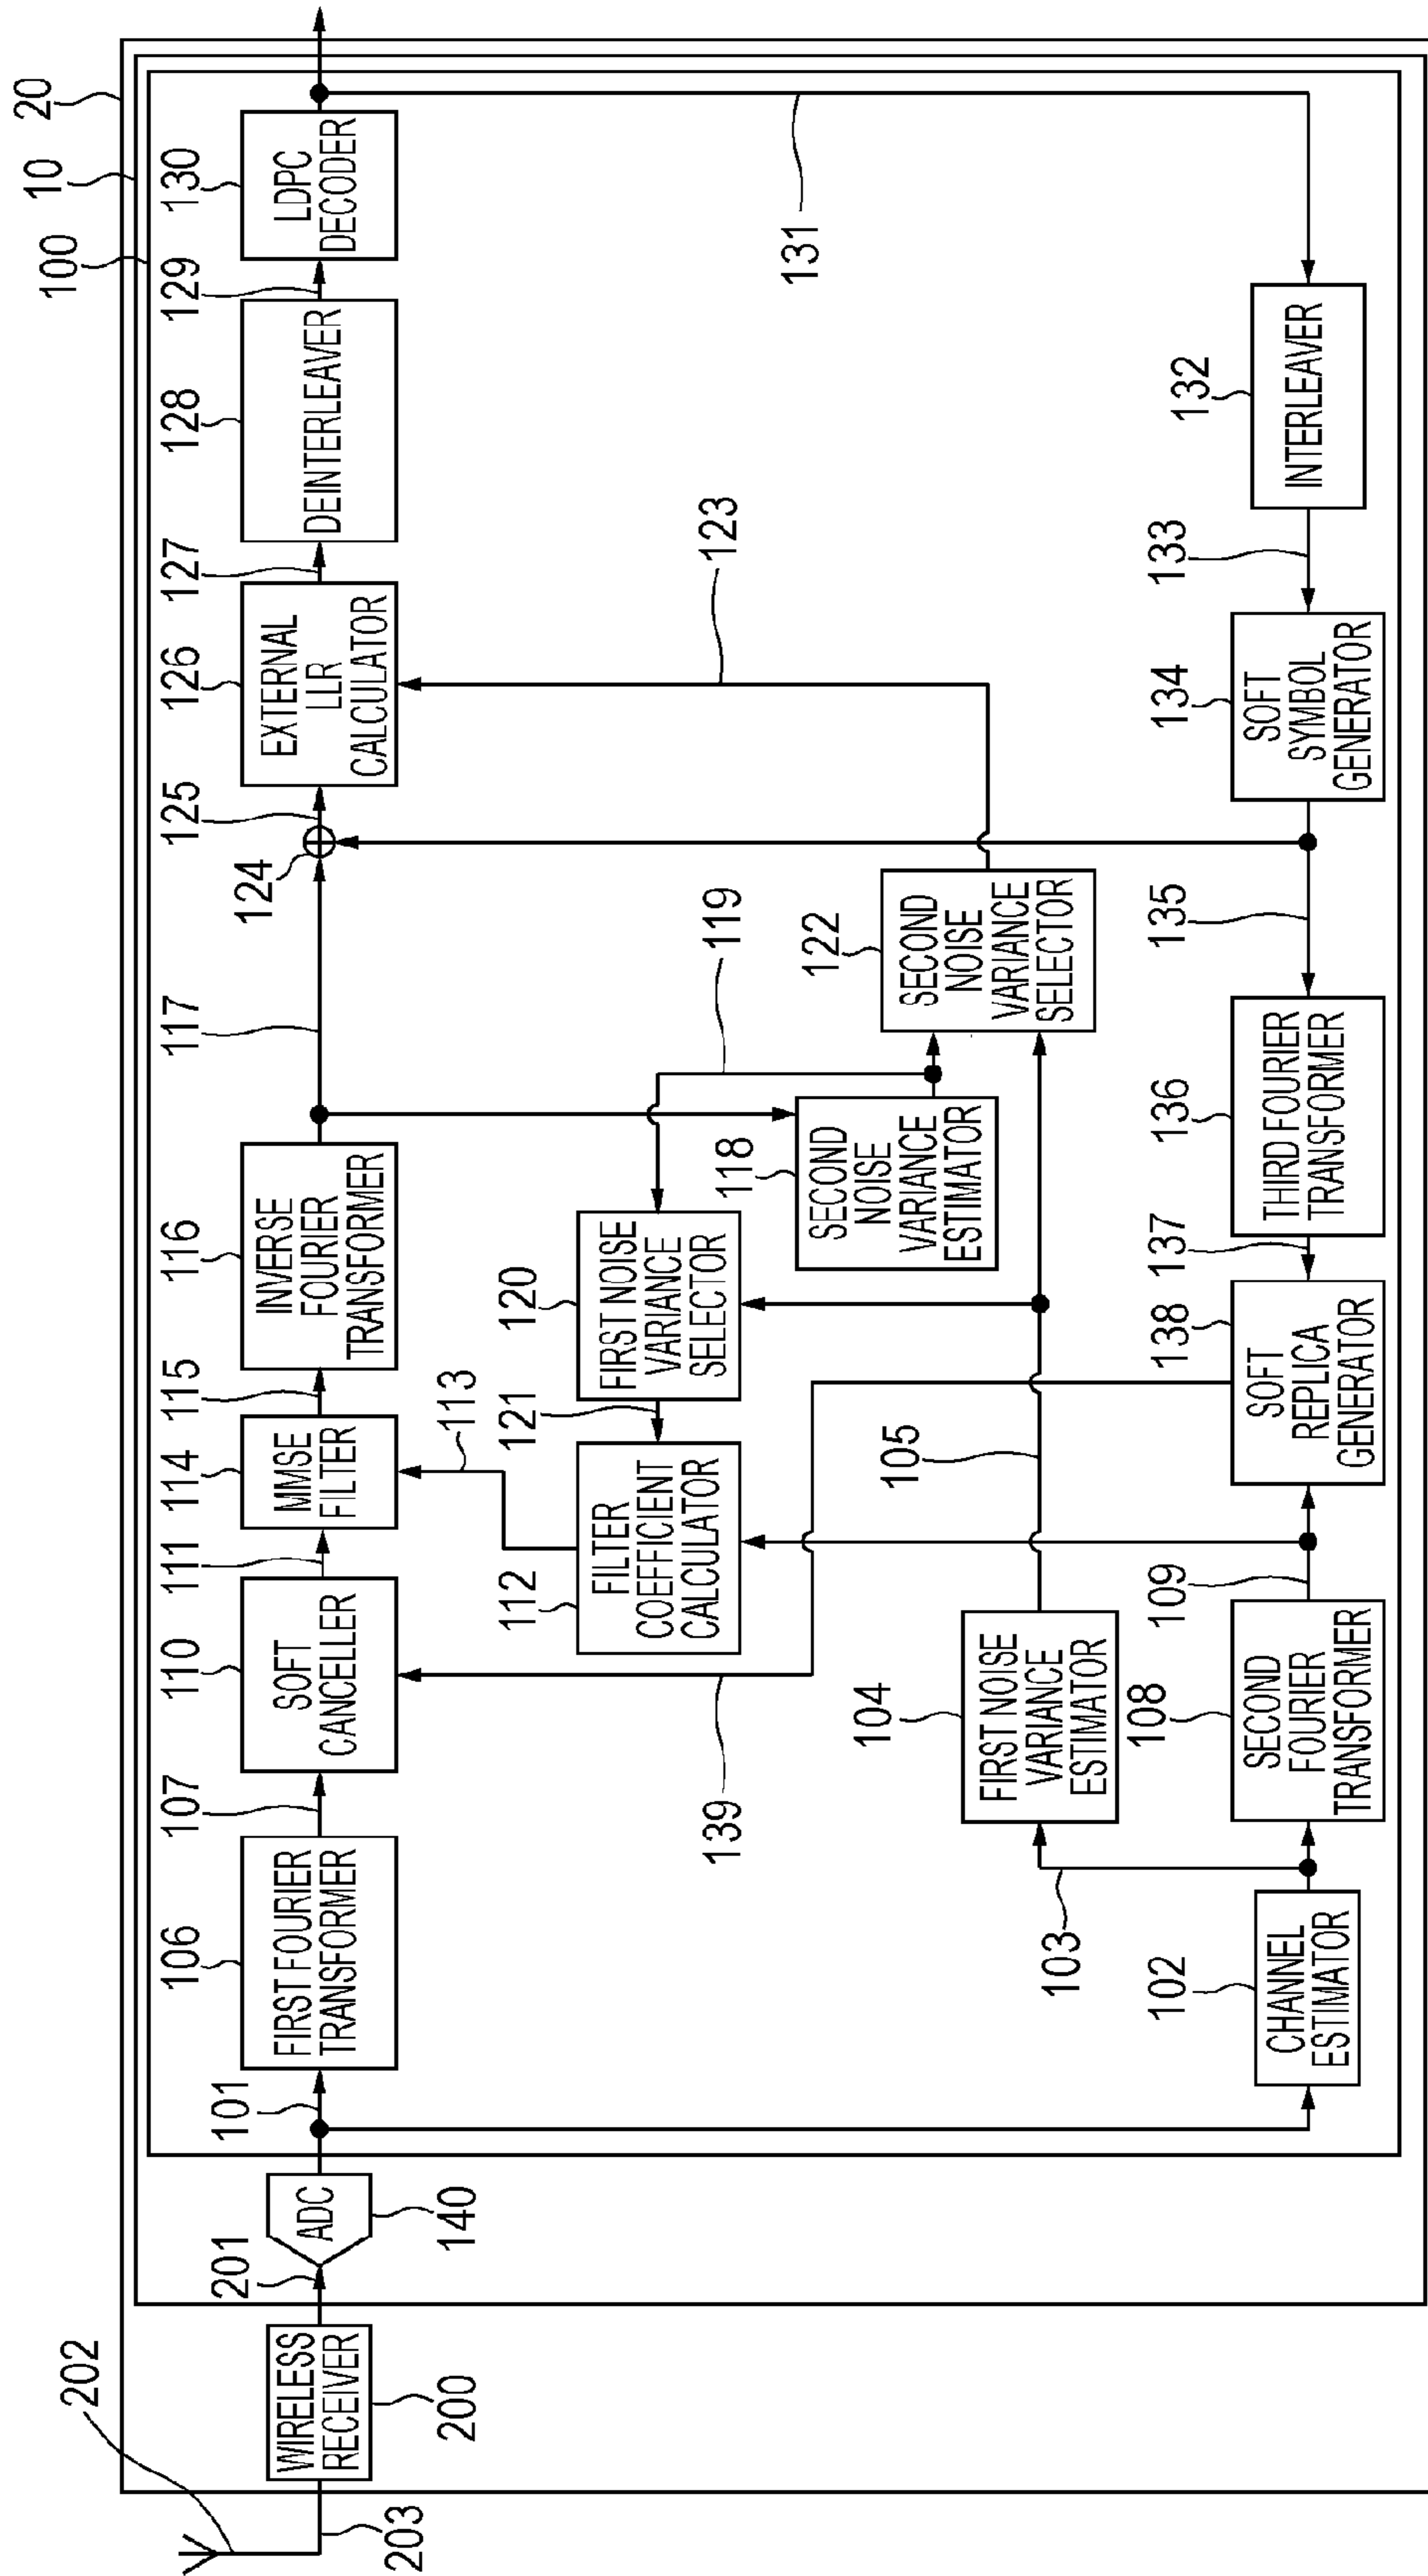 20
10
100
202
203
WIRELESS
RECEIVER
200
201
ADC
140
101
106
FIRST FOURIER
TRANSFORMER
107
110
SOFT
CANCELLER
111
114
MMSE
FILTER
115
116
INVERSE
FOURIER
TRANSFORMER
117
124
125
126
EXTERNAL
LLR
CALCULATOR
127
128
DEINTERLEAVER
129
130
LDPC
DECODER
131
139
112
FILTER
COEFFICIENT
CALCULATOR
113
121
120
FIRST NOISE
VARIANCE
SELECTOR
118
SECOND
NOISE
VARIANCE
ESTIMATOR
119
122
SECOND
NOISE
VARIANCE
SELECTOR
123
104
FIRST NOISE
VARIANCE
ESTIMATOR
105
103
102
CHANNEL
ESTIMATOR
108
SECOND
FOURIER
TRANSFORMER
109
138
SOFT
REPLICA
GENERATOR
137
136
THIRD FOURIER
TRANSFORMER
135
134
SOFT
SYMBOL
GENERATOR
133
132
INTERLEAVER